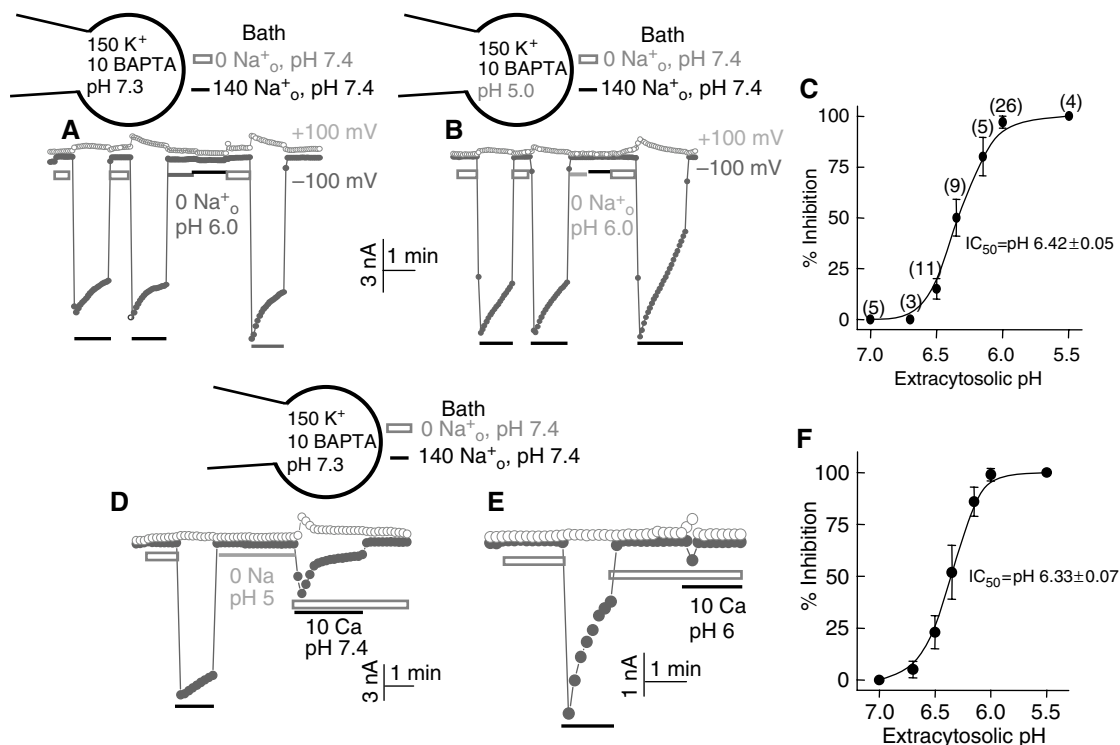 150 K+
10 BAPTA
pH 7.3
Bath
0 Na+o, pH 7.4
140 Na+o, pH 7.4
A
+100 mV
−100 mV
0 Na+o
pH 6.0
3 nA
1 min
150 K+
10 BAPTA
pH 5.0
Bath
0 Na+o, pH 7.4
140 Na+o, pH 7.4
B
+100 mV
−100 mV
0 Na+o
pH 6.0
C
% Inhibition
100
75
50
25
0
(5)
(3)
(11)
(9)
(5)
(26)
(4)
IC50=pH 6.42±0.05
7.0 6.5 6.0 5.5
Extracytosolic pH
150 K+
10 BAPTA
pH 7.3
Bath
0 Na+o, pH 7.4
140 Na+o, pH 7.4
D
0 Na
pH 5
10 Ca
pH 7.4
3 nA
1 min
E
10 Ca
pH 6
1 nA
1 min
F
% Inhibition
100
75
50
25
0
IC50=pH 6.33±0.07
7.0 6.5 6.0 5.5
Extracytosolic pH